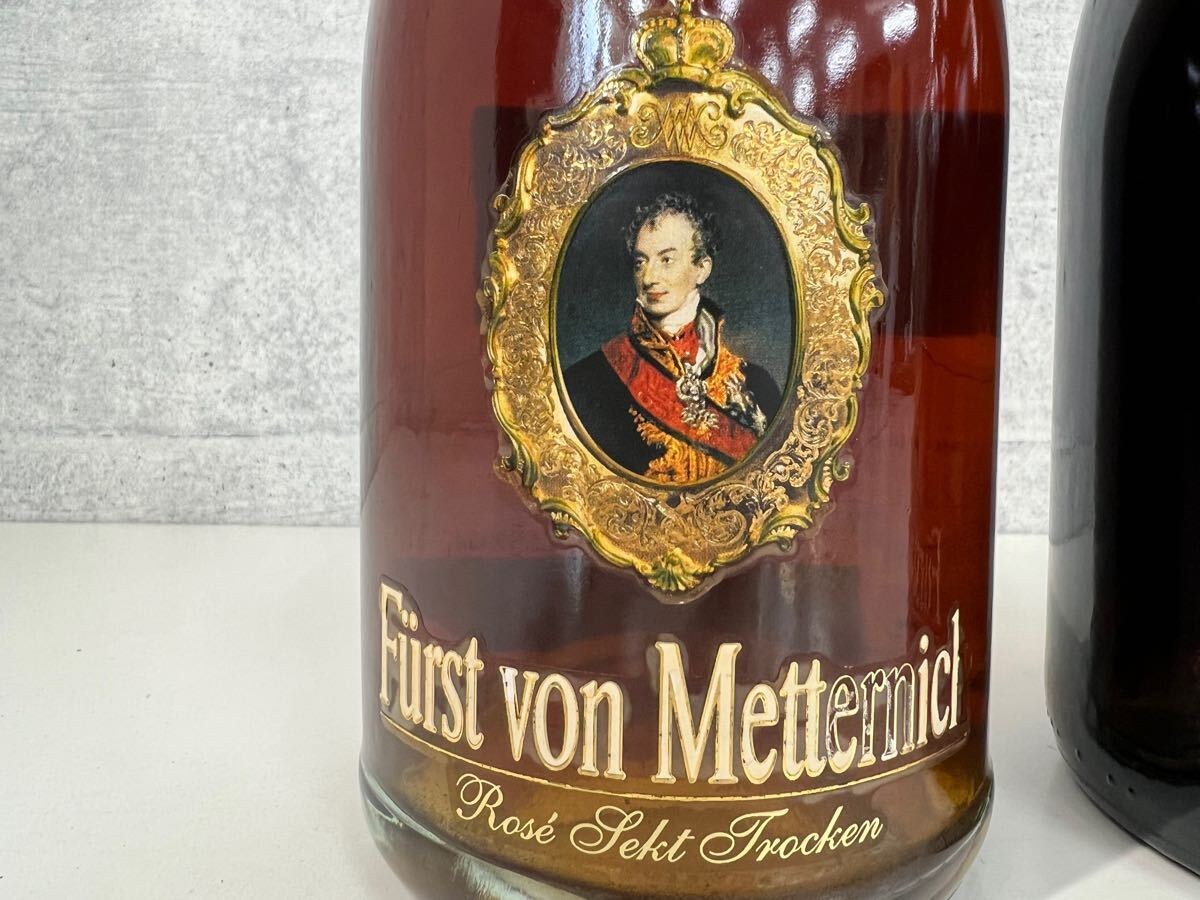 Fürst von Metternich
Rosé Sekt Trocken